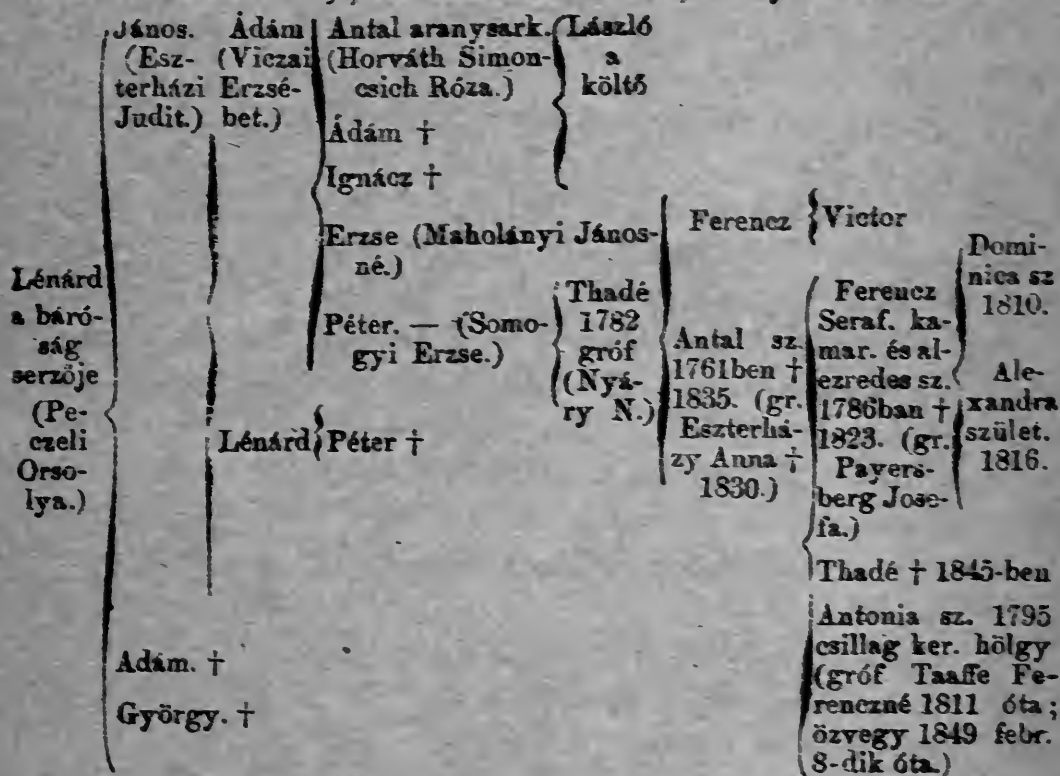 Lénárd
a báró-
ság
serzője
(Pe-
czeli
Orso-
lya.)
János.
(Esz-
terházi
Judit.)
Adám. †
György. †
Ádám
(Viczai
Erzsé-
bet.)
Lénárd
Antal aranysark.
(Horváth Simon-
csich Róza.)
Ádám †
Ignácz †
Erzse (Maholányi János-
né.)
Péter. — (Somo-
gyi Erzse.)
Péter †
László
a
költő
Thadé
1782
gróf
(Nyá-
ry N.)
Ferencz
Antal sz.
1761ben †
1835. (gr.
Eszterhá-
zy Anna †
1830.)
Victor
Ferencz
Seraf. ka-
mar. és al-
ezredes sz.
1786ban †
1823. (gr.
Payers-
berg Jose-
fa.)
Thadé † 1845-ben
Antonia sz. 1795
csillag ker. hölgy
(gróf Taaffe Fe-
renczné 1811 óta;
özvegy 1849 febr.
8-dik óta.)
Domi-
nica sz
1810.
Ale-
xandra
szület.
1816.